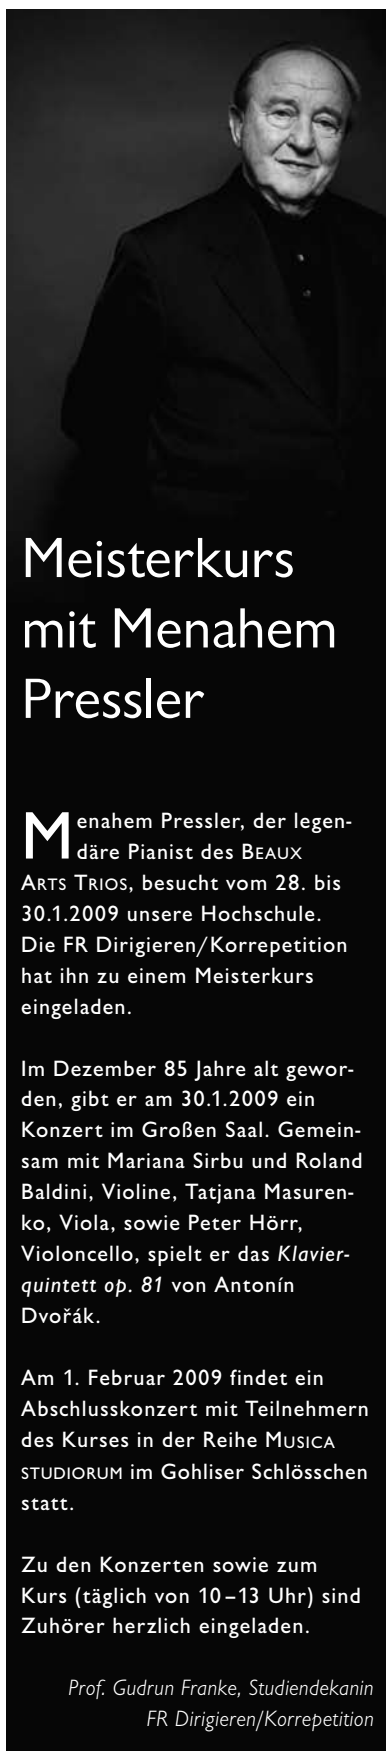 Meisterkurs
mit Menahem
Pressler
Menahem Pressler, der legen-
däre Pianist des BEAUX
ARTS TRIOS, besucht vom 28. bis
30.1.2009 unsere Hochschule.
Die FR Dirigieren/Korrepetition
hat ihn zu einem Meisterkurs
eingeladen.
Im Dezember 85 Jahre alt gewor-
den, gibt er am 30.1.2009 ein
Konzert im Großen Saal. Gemein-
sam mit Mariana Sirbu und Roland
Baldini, Violine, Tatjana Masuren-
ko, Viola, sowie Peter Hörr,
Violoncello, spielt er das Klavier-
quintett op. 81 von Antonín
Dvořák.
Am 1. Februar 2009 findet ein
Abschlusskonzert mit Teilnehmern
des Kurses in der Reihe MUSICA
STUDIORUM im Gohliser Schlösschen
statt.
Zu den Konzerten sowie zum
Kurs (täglich von 10–13 Uhr) sind
Zuhörer herzlich eingeladen.
Prof. Gudrun Franke, Studiendekanin
FR Dirigieren/Korrepetition